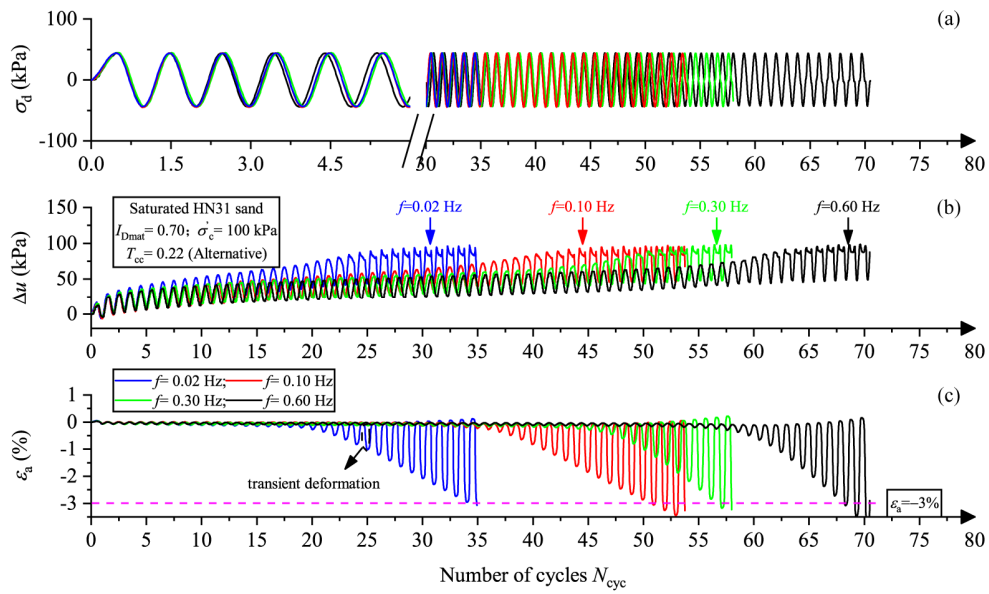 100
0
-100
σd (kPa)
(a)
0.0 1.5 3.0 4.5 30 35 40 45 50 55 60 65 70 75 80
150
100
50
0
Δu (kPa)
Saturated HN31 sand
IDmat= 0.70; σ'c= 100 kPa
Tcc= 0.22 (Alternative)
f=0.02 Hz
f=0.10 Hz
f=0.30 Hz
f=0.60 Hz
(b)
0 5 10 15 20 25 30 35 40 45 50 55 60 65 70 75 80
f= 0.02 Hz; f= 0.10 Hz
f= 0.30 Hz; f= 0.60 Hz
1
0
-1
-2
-3
εa (%)
(c)
transient deformation
εa=−3%
0 5 10 15 20 25 30 35 40 45 50 55 60 65 70 75 80
Number of cycles Ncyc